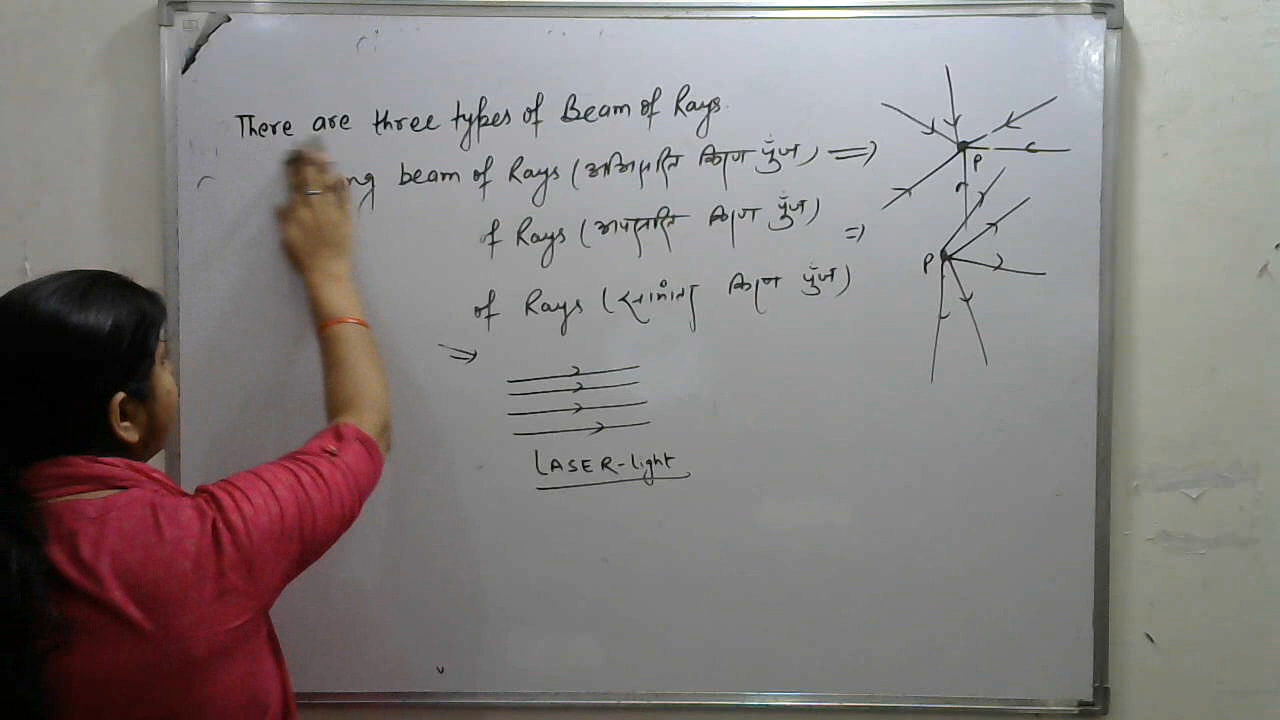 There are three types of Beam of Rays.
beam of Rays (अभिसारित किरण पुँज) ⇒
of Rays (अपसारित किरण पुँज) ⇒
of Rays (समांतर किरण पुँज)
⇒
P
P
LASER-light